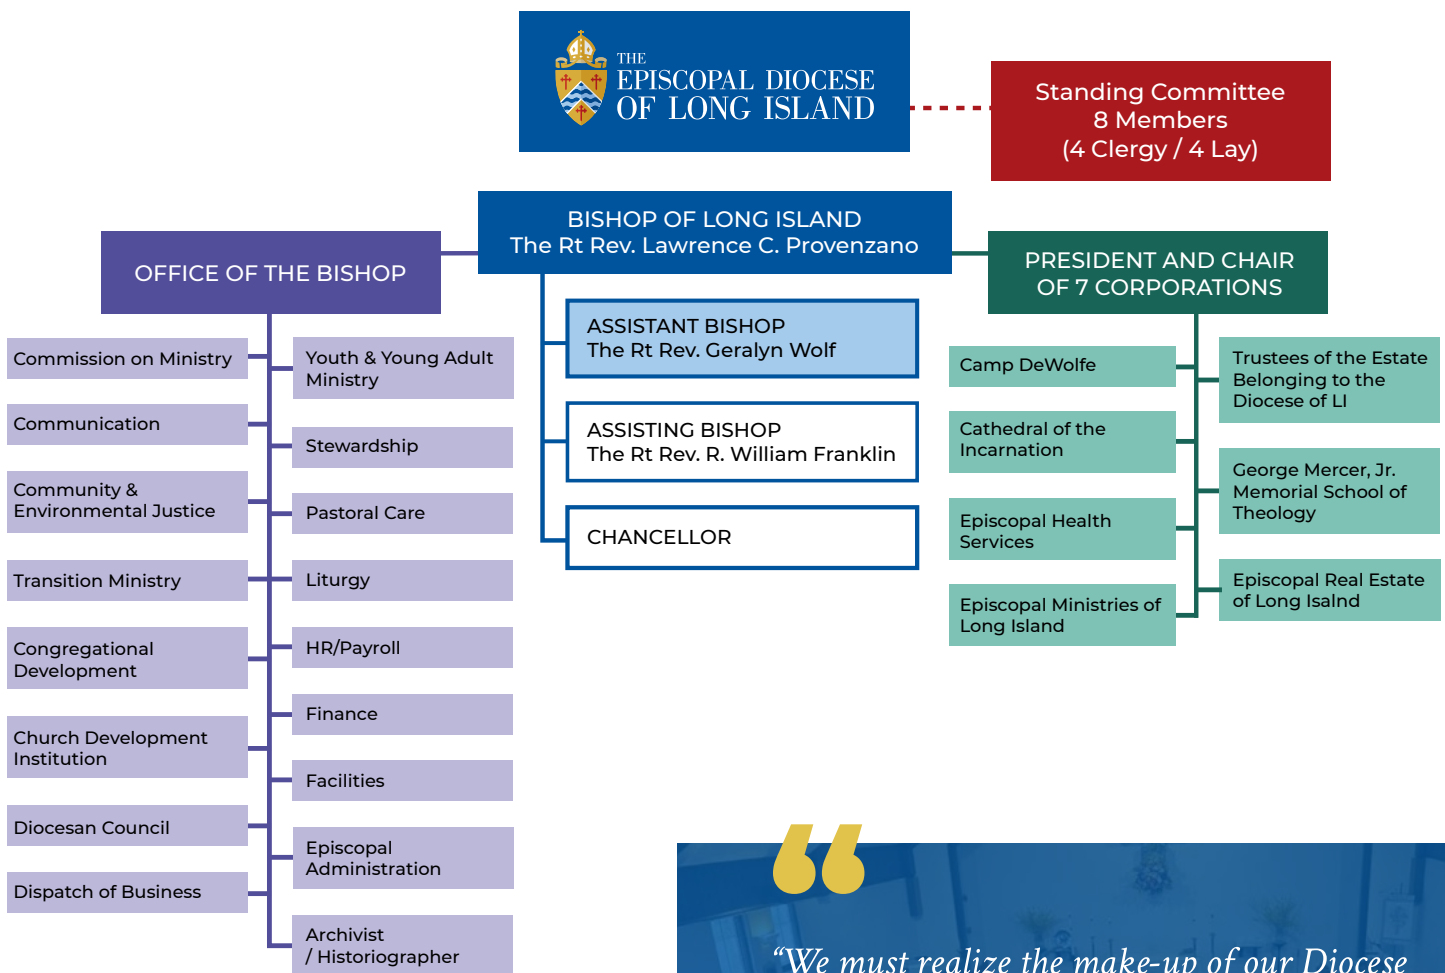 THE
EPISCOPAL DIOCESE
OF LONG ISLAND
Standing Committee
8 Members
(4 Clergy / 4 Lay)
BISHOP OF LONG ISLAND
The Rt Rev. Lawrence C. Provenzano
OFFICE OF THE BISHOP
PRESIDENT AND CHAIR
OF 7 CORPORATIONS
ASSISTANT BISHOP
The Rt Rev. Geralyn Wolf
ASSISTING BISHOP
The Rt Rev. R. William Franklin
CHANCELLOR
Commission on Ministry
Communication
Community &
Environmental Justice
Transition Ministry
Congregational
Development
Church Development
Institution
Diocesan Council
Dispatch of Business
Youth & Young Adult
Ministry
Stewardship
Pastoral Care
Liturgy
HR/Payroll
Finance
Facilities
Episcopal
Administration
Archivist
/ Historiographer
Camp DeWolfe
Cathedral of the
Incarnation
Episcopal Health
Services
Episcopal Ministries of
Long Island
Trustees of the Estate
Belonging to the
Diocese of LI
George Mercer, Jr.
Memorial School of
Theology
Episcopal Real Estate
of Long Isalnd
“
“We must realize the make-up of our Diocese